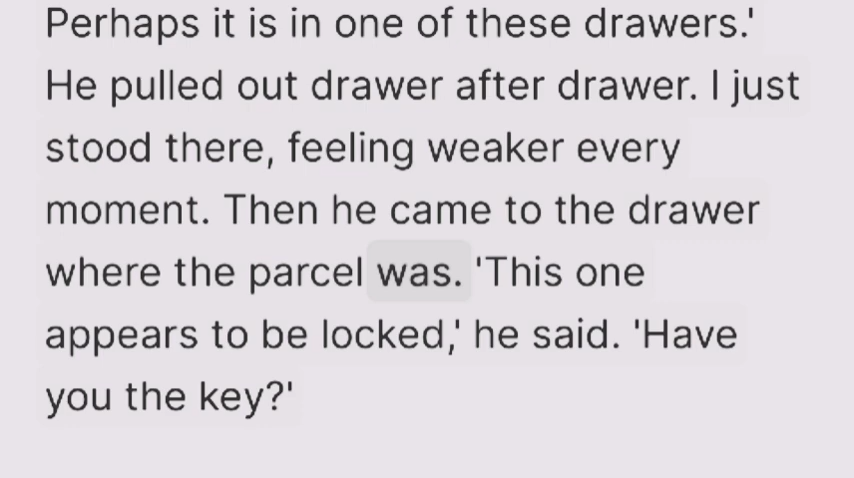 Perhaps it is in one of these drawers.'
He pulled out drawer after drawer. I just
stood there, feeling weaker every
moment. Then he came to the drawer
where the parcel was. 'This one
appears to be locked,' he said. 'Have
you the key?'